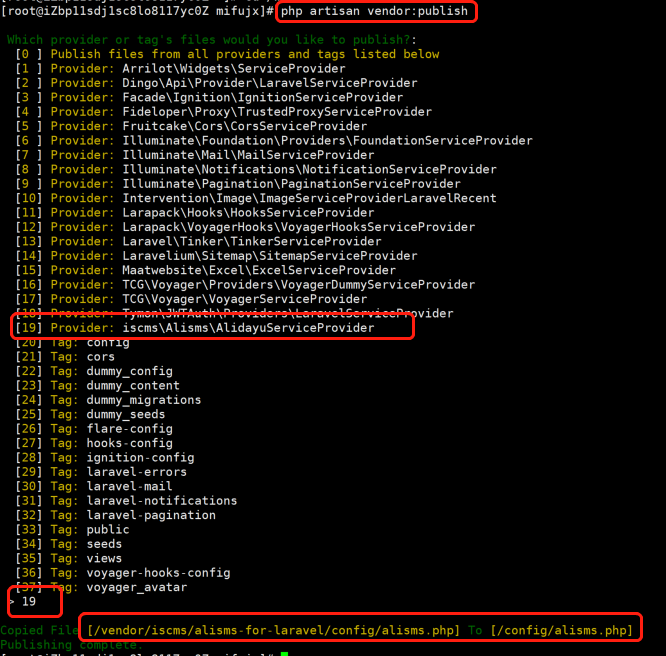 [root@iZbp11sdj1sc8lo8117yc0Z mifujx]# php artisan vendor:publish
Which provider or tag's files would you like to publish?:
[0 ] Publish files from all providers and tags listed below
[1 ] Provider: Arrilot\Widgets\ServiceProvider
[2 ] Provider: Dingo\Api\Provider\LaravelServiceProvider
[3 ] Provider: Facade\Ignition\IgnitionServiceProvider
[4 ] Provider: Fideloper\Proxy\TrustedProxyServiceProvider
[5 ] Provider: Fruitcake\Cors\CorsServiceProvider
[6 ] Provider: Illuminate\Foundation\Providers\FoundationServiceProvider
[7 ] Provider: Illuminate\Mail\MailServiceProvider
[8 ] Provider: Illuminate\Notifications\NotificationServiceProvider
[9 ] Provider: Illuminate\Pagination\PaginationServiceProvider
[10] Provider: Intervention\Image\ImageServiceProviderLaravelRecent
[11] Provider: Larapack\Hooks\HooksServiceProvider
[12] Provider: Larapack\VoyagerHooks\VoyagerHooksServiceProvider
[13] Provider: Laravel\Tinker\TinkerServiceProvider
[14] Provider: Laravelium\Sitemap\SitemapServiceProvider
[15] Provider: Maatwebsite\Excel\ExcelServiceProvider
[16] Provider: TCG\Voyager\Providers\VoyagerDummyServiceProvider
[17] Provider: TCG\Voyager\VoyagerServiceProvider
[18] Provider: Tymon\JWTAuth\Providers\LaravelServiceProvider
[19] Provider: iscms\Alisms\AlidayuServiceProvider
[20] Tag: config
[21] Tag: cors
[22] Tag: dummy_config
[23] Tag: dummy_content
[24] Tag: dummy_migrations
[25] Tag: dummy_seeds
[26] Tag: flare-config
[27] Tag: hooks-config
[28] Tag: ignition-config
[29] Tag: laravel-errors
[30] Tag: laravel-mail
[31] Tag: laravel-notifications
[32] Tag: laravel-pagination
[33] Tag: public
[34] Tag: seeds
[35] Tag: views
[36] Tag: voyager-hooks-config
[37] Tag: voyager_avatar
> 19
Copied File [/vendor/iscms/alisms-for-laravel/config/alisms.php] To [/config/alisms.php]
Publishing complete.